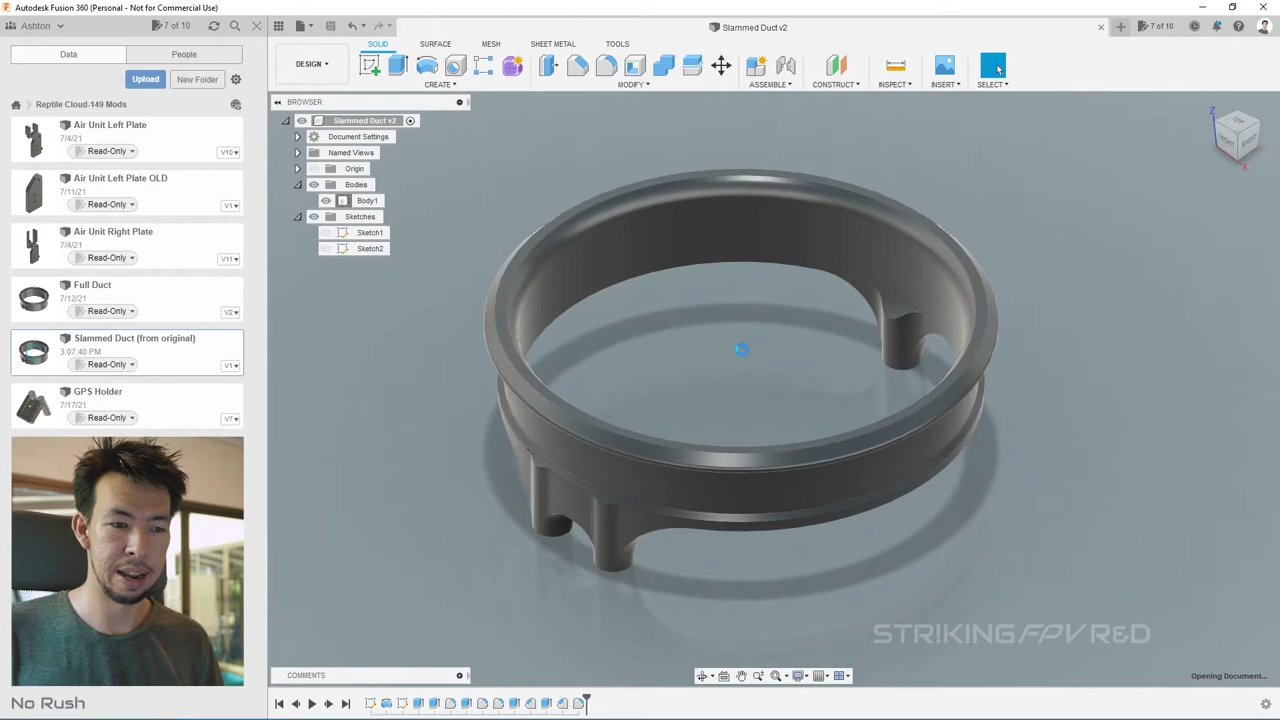 Autodesk Fusion 360 (Personal - Not for Commercial Use)
Ashton
7 of 10
Slammed Duct v2
7 of 10
Data
People
Upload
New Folder
Reptile Cloud-149 Mods
Air Unit Left Plate
7/4/21
Read-Only
V10
Air Unit Left Plate OLD
7/11/21
Read-Only
V1
Air Unit Right Plate
7/4/21
Read-Only
V11
Full Duct
7/12/21
Read-Only
V2
Slammed Duct (from original)
3:07:40 PM
Read-Only
V1
GPS Holder
7/17/21
Read-Only
V7
No Rush
DESIGN
SOLID
SURFACE
MESH
SHEET METAL
TOOLS
CREATE
MODIFY
ASSEMBLE
CONSTRUCT
INSPECT
INSERT
SELECT
BROWSER
Slammed Duct v2
Document Settings
Named Views
Origin
Bodies
Body1
Sketches
Sketch1
Sketch2
TOP
FRONT
RIGHT
Z
X
STRIKING FPV R&D
COMMENTS
Opening Document...